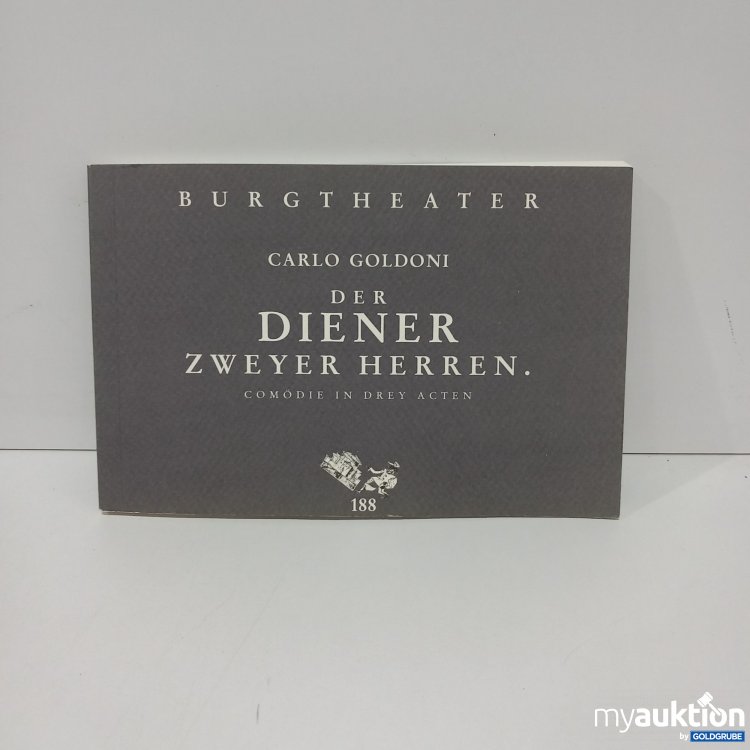 BURGTHEATER
CARLO GOLDONI
DER
DIENER
ZWEYER HERREN.
COMÖDIE IN DREY ACTEN
188
myauktion
by GOLDGRUBE